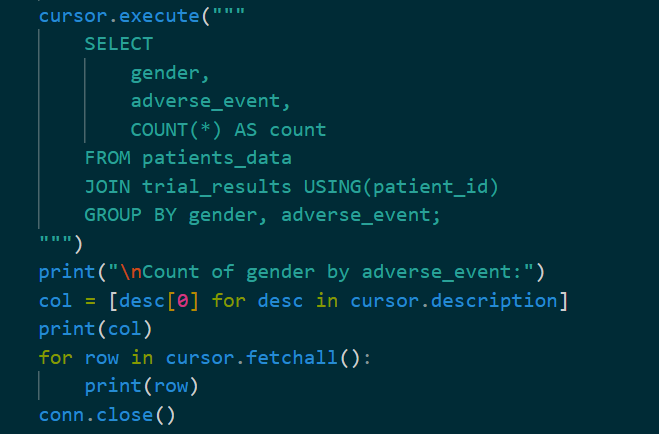 cursor.execute("""
    SELECT
        gender,
        adverse_event,
        COUNT(*) AS count
    FROM patients_data
    JOIN trial_results USING(patient_id)
    GROUP BY gender, adverse_event;
""")
print("\nCount of gender by adverse_event:")
col = [desc[0] for desc in cursor.description]
print(col)
for row in cursor.fetchall():
    print(row)
conn.close()